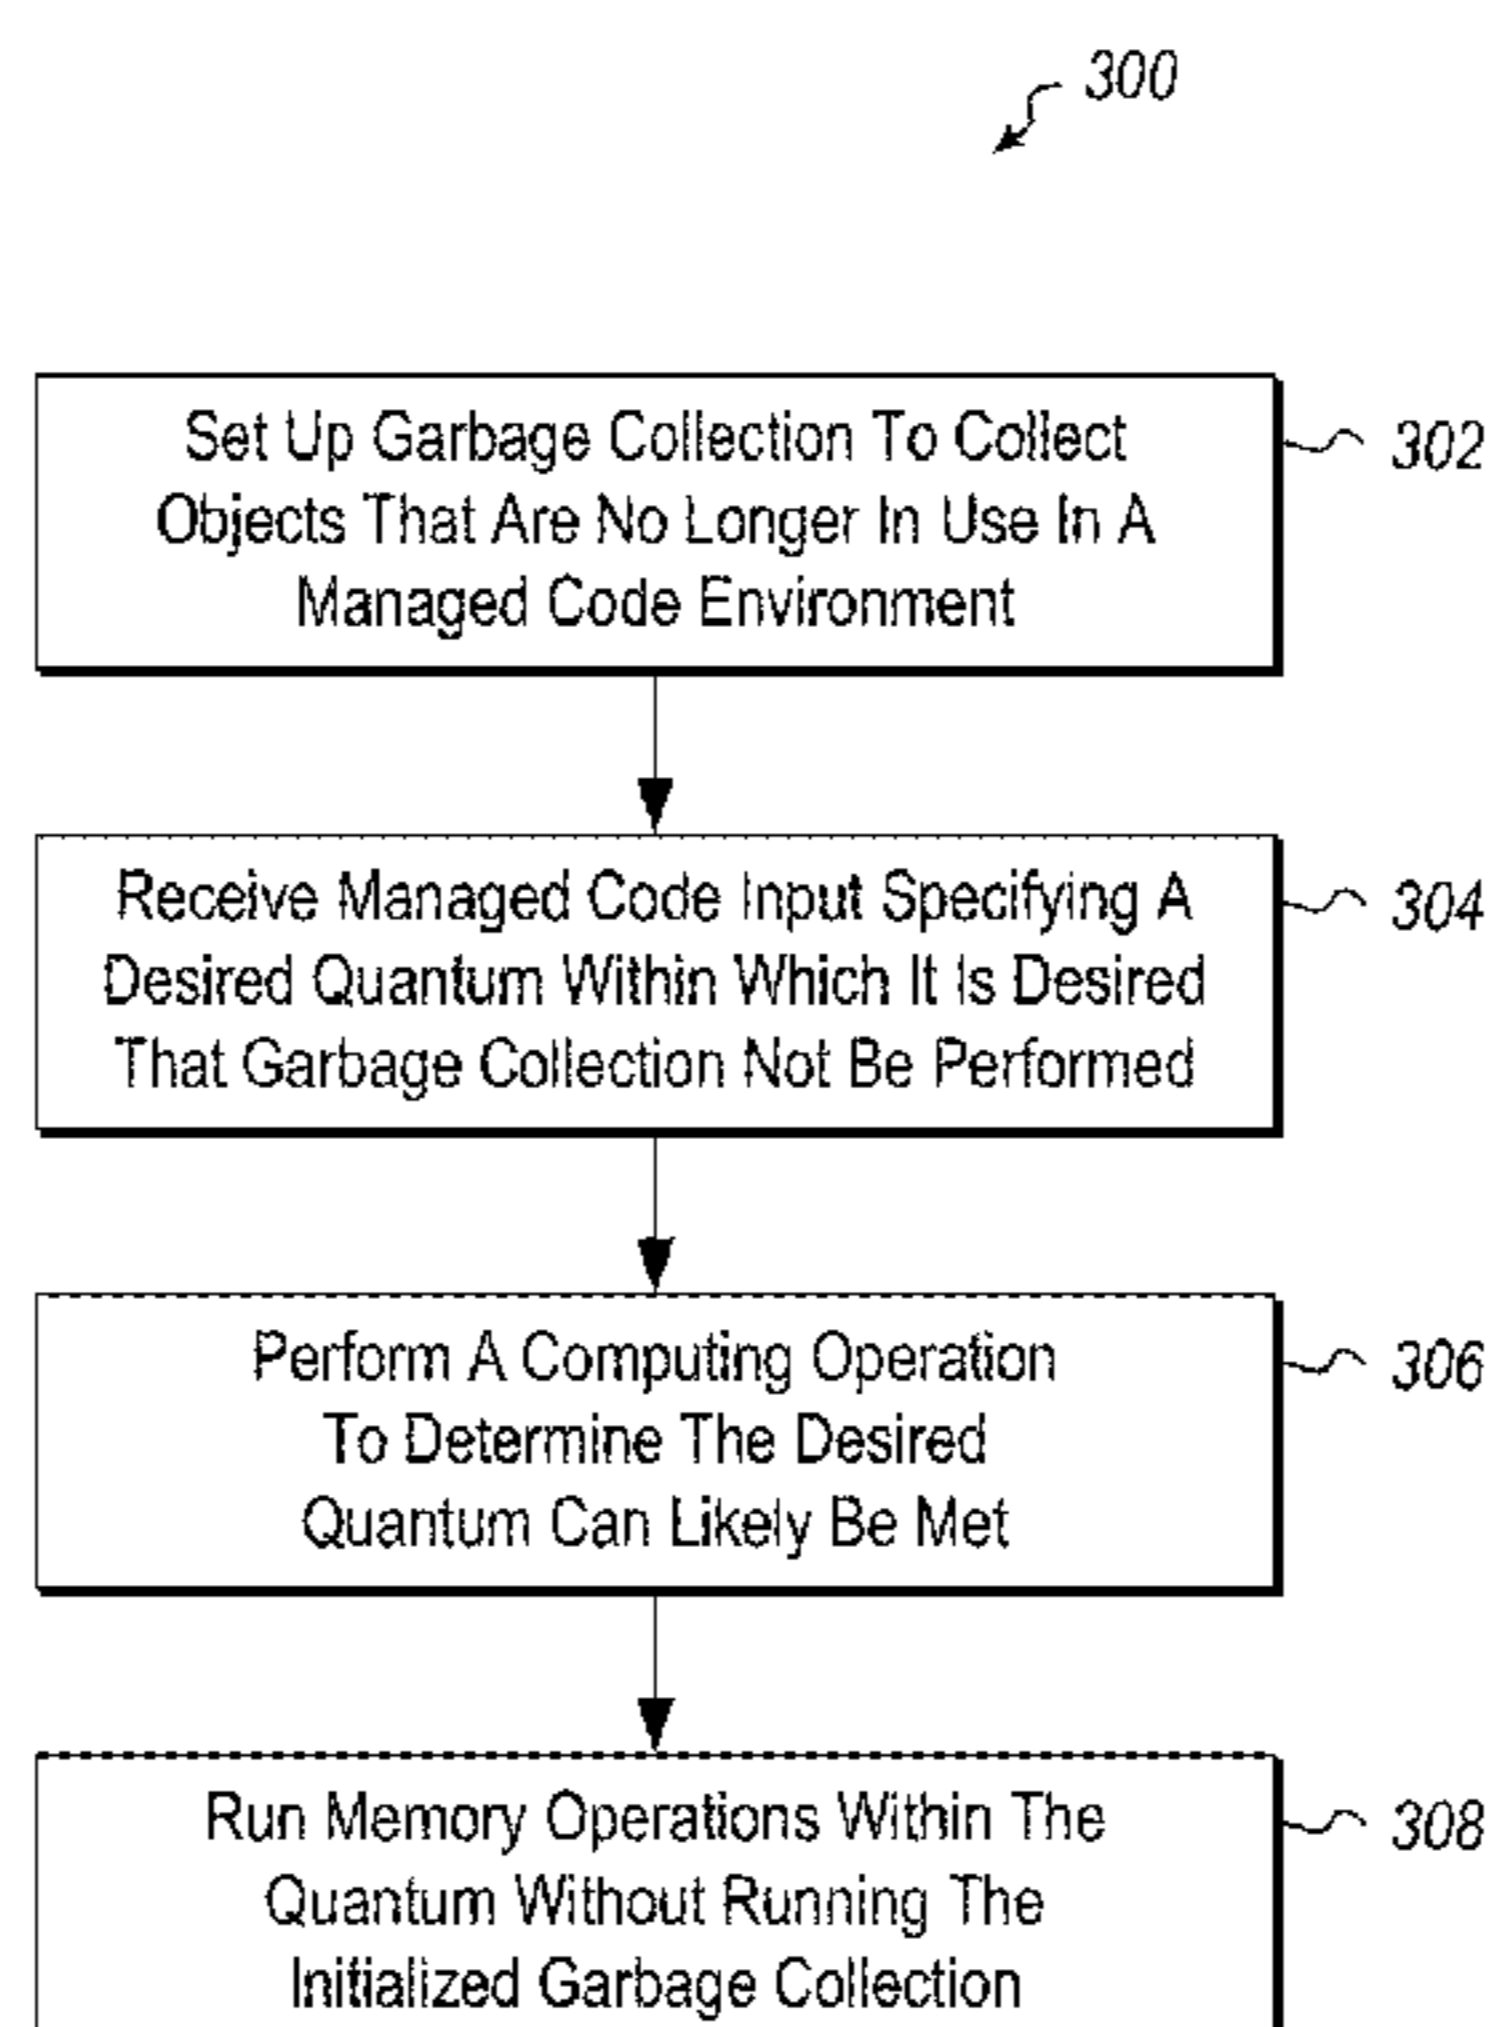 300
Set Up Garbage Collection To Collect
Objects That Are No Longer In Use In A
Managed Code Environment
302
Receive Managed Code Input Specifying A
Desired Quantum Within Which It Is Desired
That Garbage Collection Not Be Performed
304
Perform A Computing Operation
To Determine The Desired
Quantum Can Likely Be Met
306
Run Memory Operations Within The
Quantum Without Running The
Initialized Garbage Collection
308